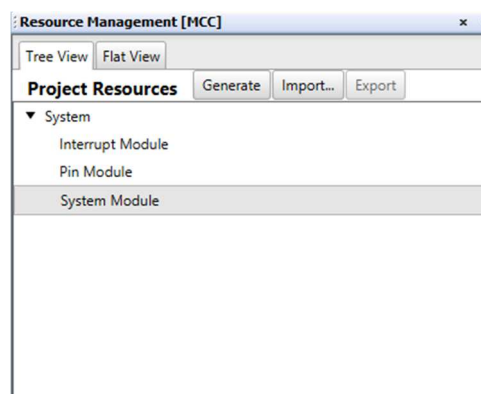 Resource Management [MCC] ×
Tree View Flat View
Project Resources Generate Import... Export
▼ System
Interrupt Module
Pin Module
System Module